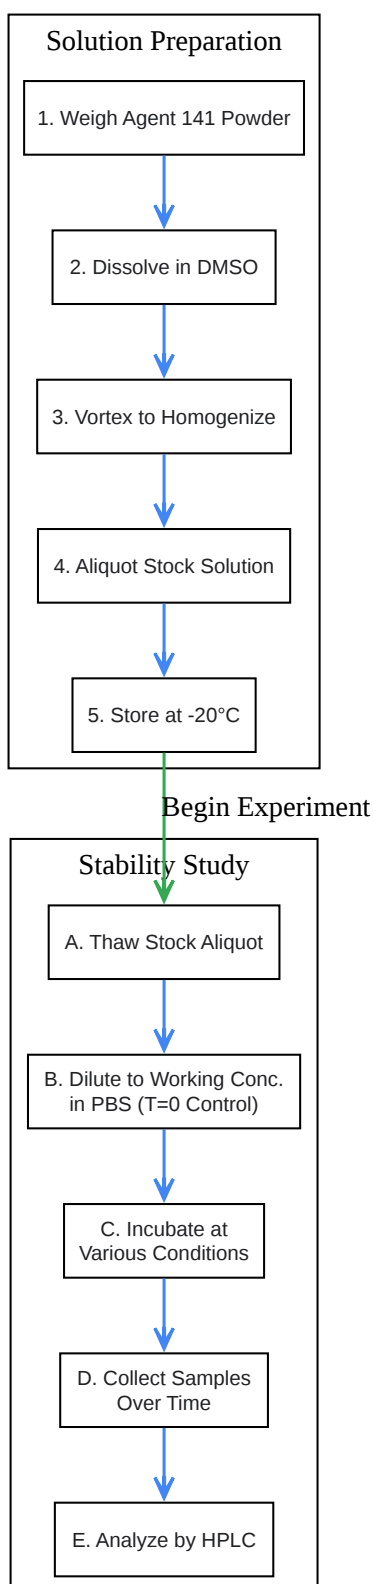 Solution Preparation
1. Weigh Agent 141 Powder
2. Dissolve in DMSO
3. Vortex to Homogenize
4. Aliquot Stock Solution
5. Store at -20°C
Begin Experiment
Stability Study
A. Thaw Stock Aliquot
B. Dilute to Working Conc.
in PBS (T=0 Control)
C. Incubate at
Various Conditions
D. Collect Samples
Over Time
E. Analyze by HPLC